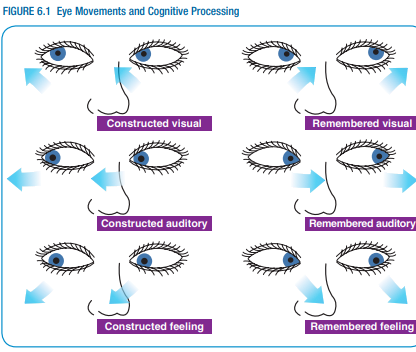 FIGURE 6.1 Eye Movements and Cognitive Processing
Constructed visual
Remembered visual
Constructed auditory
Remembered auditory
Constructed feeling
Remembered feeling